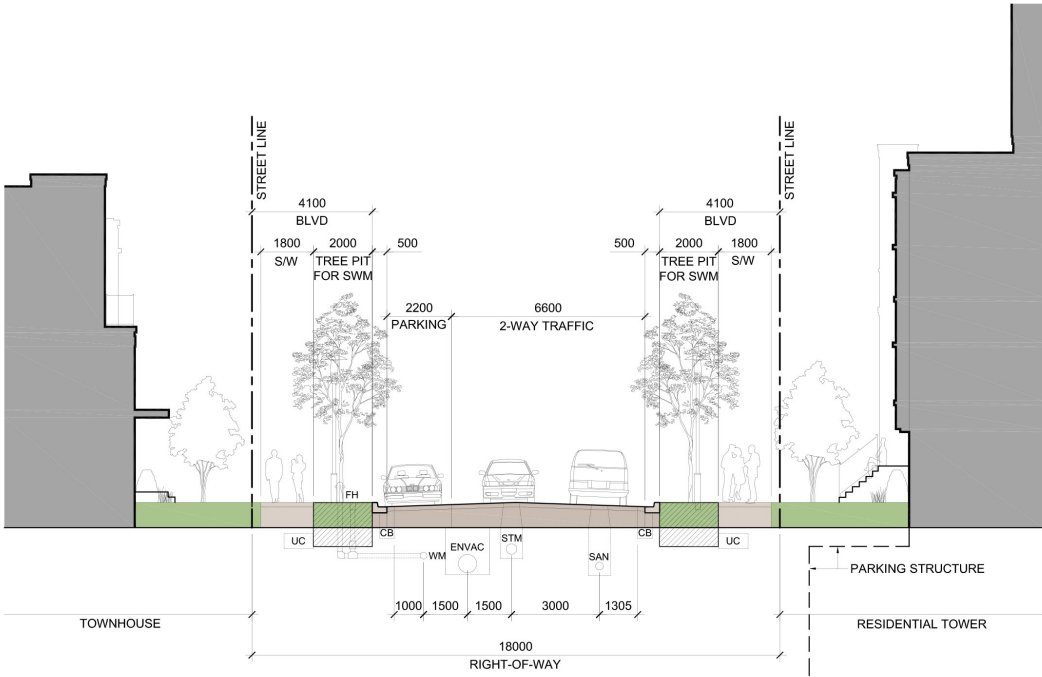 STREET LINE
STREET LINE
4100
BLVD
4100
BLVD
1800
S/W
2000
TREE PIT
FOR SWM
500
500
2000
TREE PIT
FOR SWM
1800
S/W
2200
PARKING
6600
2-WAY TRAFFIC
FH
CB
CB
UC
WM
ENVAC
STM
SAN
UC
PARKING STRUCTURE
1000
1500
1500
3000
1305
TOWNHOUSE
RESIDENTIAL TOWER
18000
RIGHT-OF-WAY